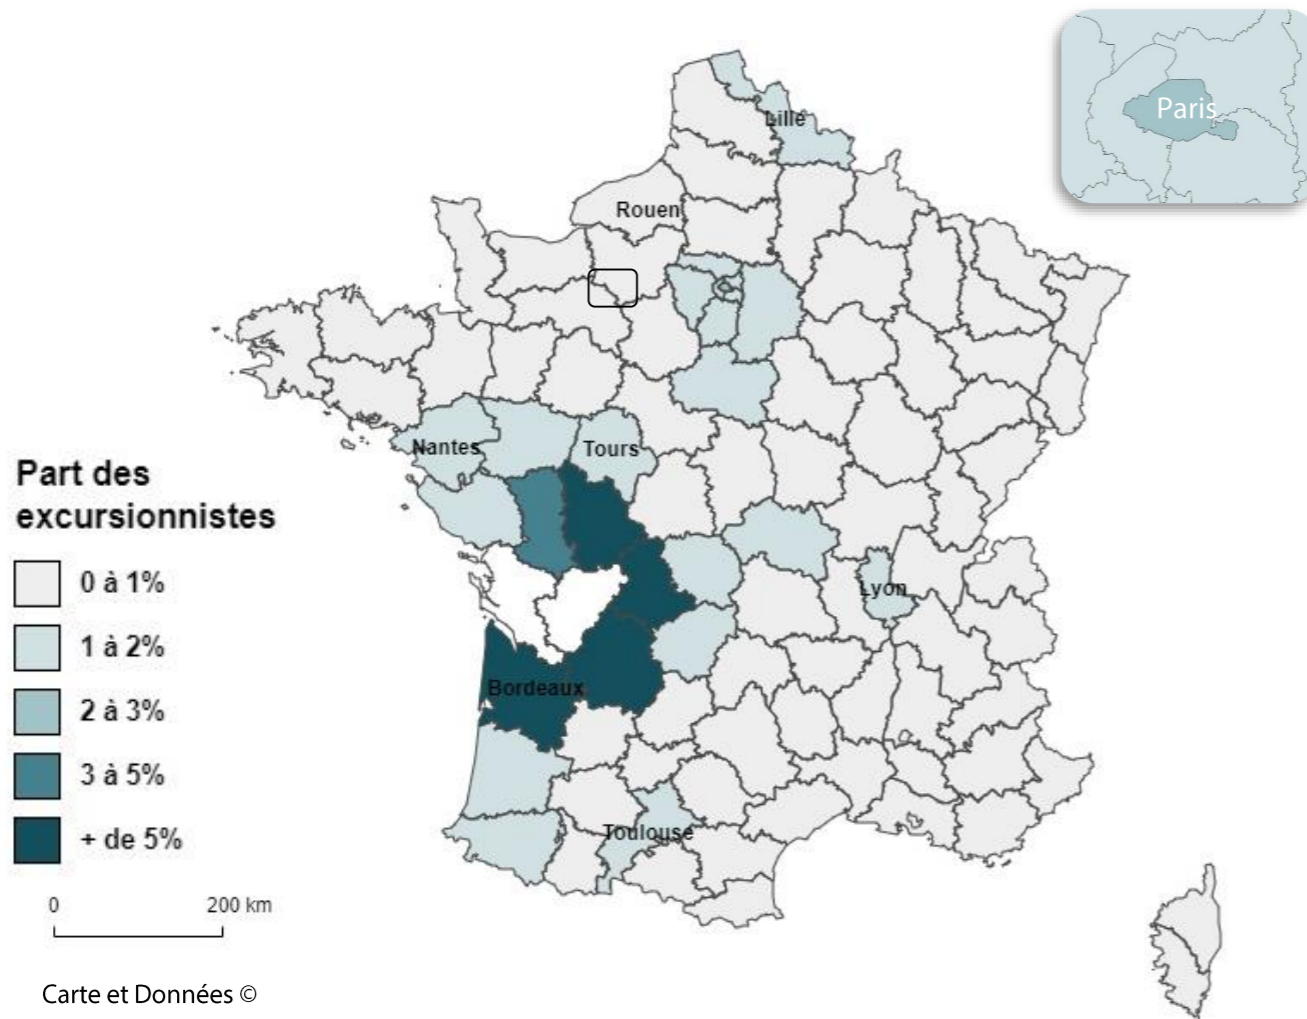 Paris
Lille
Rouen
Nantes
Tours
Lyon
Bordeaux
Toulouse
Part des
excursionnistes
0 à 1%
1 à 2%
2 à 3%
3 à 5%
+ de 5%
0 200 km
Carte et Données ©